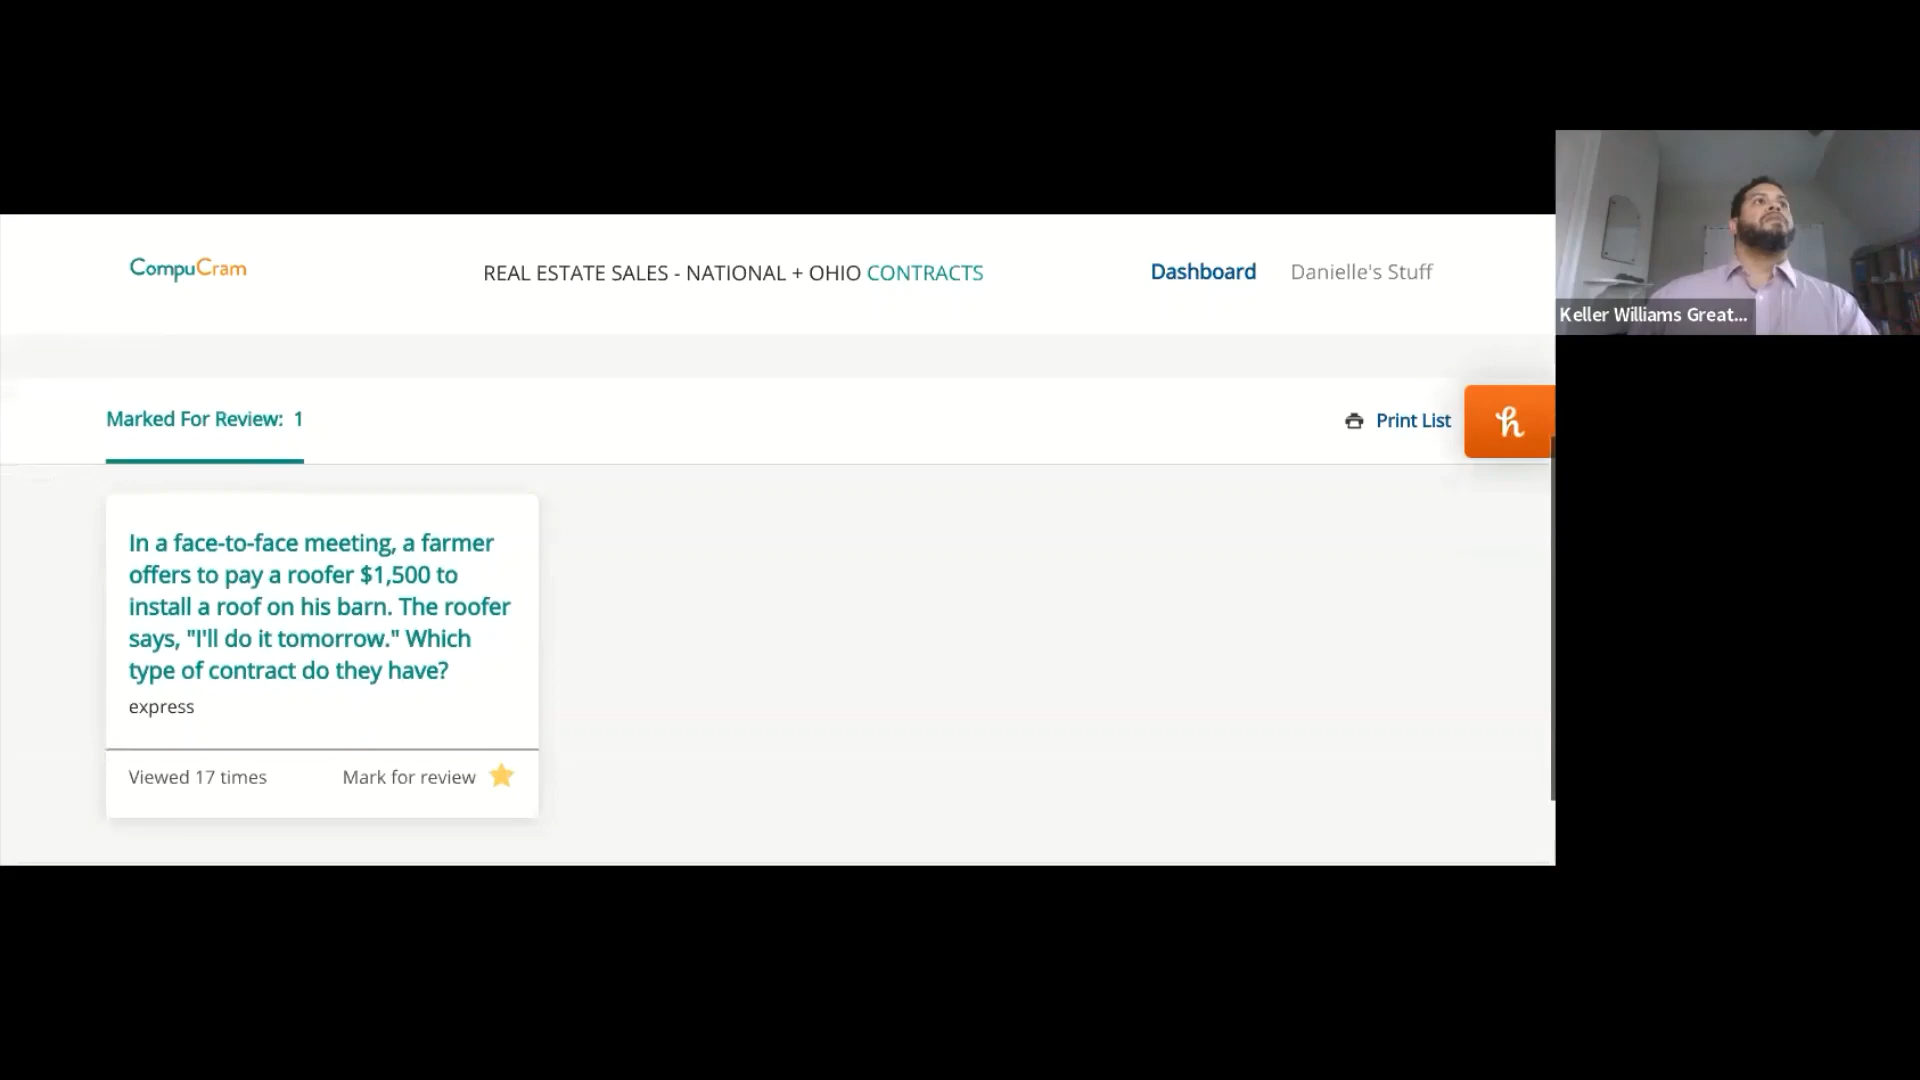 CompuCram
REAL ESTATE SALES - NATIONAL + OHIO CONTRACTS
Dashboard
Danielle's Stuff
Keller Williams Great...
Marked For Review: 1
Print List
h
In a face-to-face meeting, a farmer
offers to pay a roofer $1,500 to
install a roof on his barn. The roofer
says, "I'll do it tomorrow." Which
type of contract do they have?
express
Viewed 17 times
Mark for review